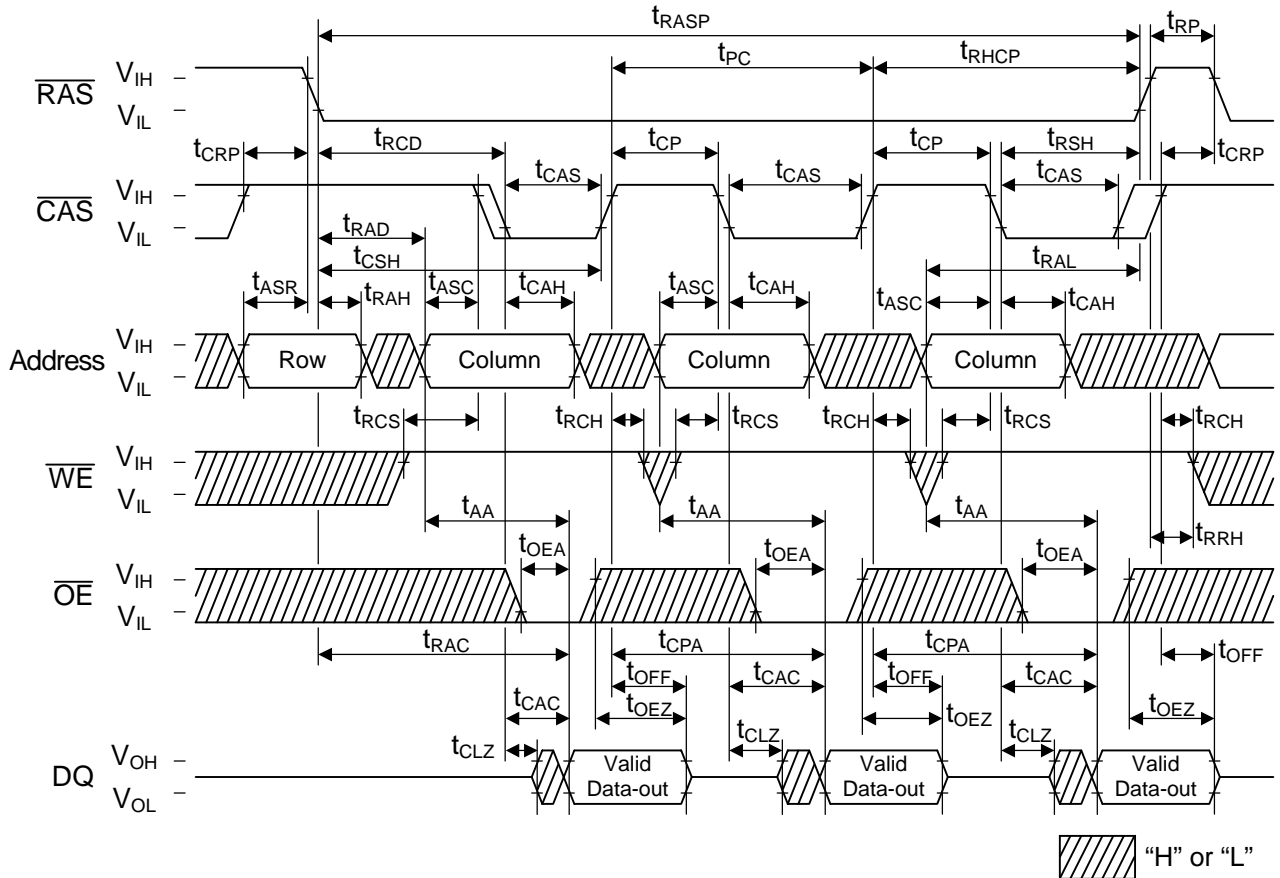 tRASP tRP
tPC tRHCP
RAS VIH
VIL
tCRP tRCD tCP tCP tRSH tCRP
tCAS tCAS tCAS
CAS VIH
VIL
tRAD
tCSH tRAL
tASR tRAH tASC tCAH tASC tCAH tASC tCAH
Address VIH
VIL
Row Column Column Column
tRCS tRCH tRCS tRCH tRCS tRCH
WE VIH
VIL
tAA tAA tAA
tRRH
tOEA tOEA tOEA
OE VIH
VIL
tRAC tCPA tCPA tOFF
tCAC tOFF tCAC tOFF tCAC
tOEZ tOEZ tOEZ
tCLZ tCLZ tCLZ
DQ VOH
VOL
Valid Data-out
Valid Data-out
Valid Data-out
“H” or “L”